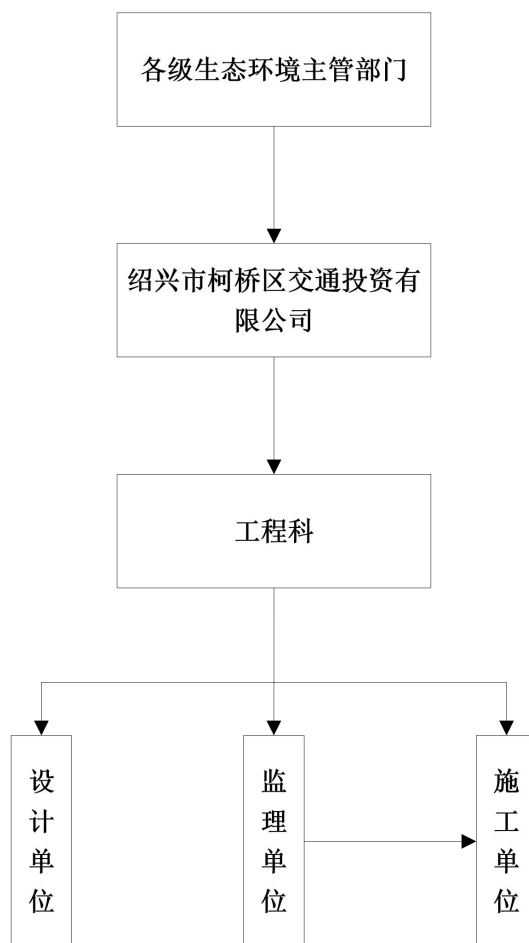 各级生态环境主管部门
绍兴市柯桥区交通投资有
限公司
工程科
设计单位
监理单位
施工单位